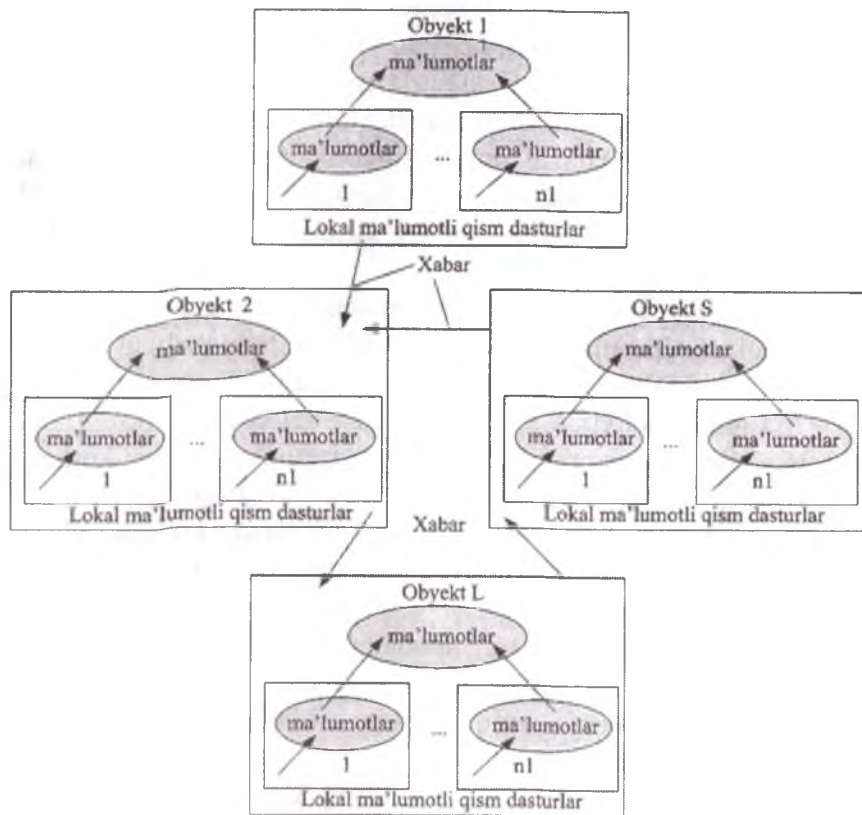 Obyekt 1
ma'lumotlar
ma'lumotlar ... ma'lumotlar
1 n1
Lokal ma'lumotli qism dasturlar
Xabar
Obyekt 2
ma'lumotlar
ma'lumotlar ... ma'lumotlar
1 n1
Lokal ma'lumotli qism dasturlar
Obyekt S
ma'lumotlar
ma'lumotlar ... ma'lumotlar
1 n1
Lokal ma'lumotli qism dasturlar
Xabar
Obyekt L
ma'lumotlar
ma'lumotlar ... ma'lumotlar
1 n1
Lokal ma'lumotli qism dasturlar